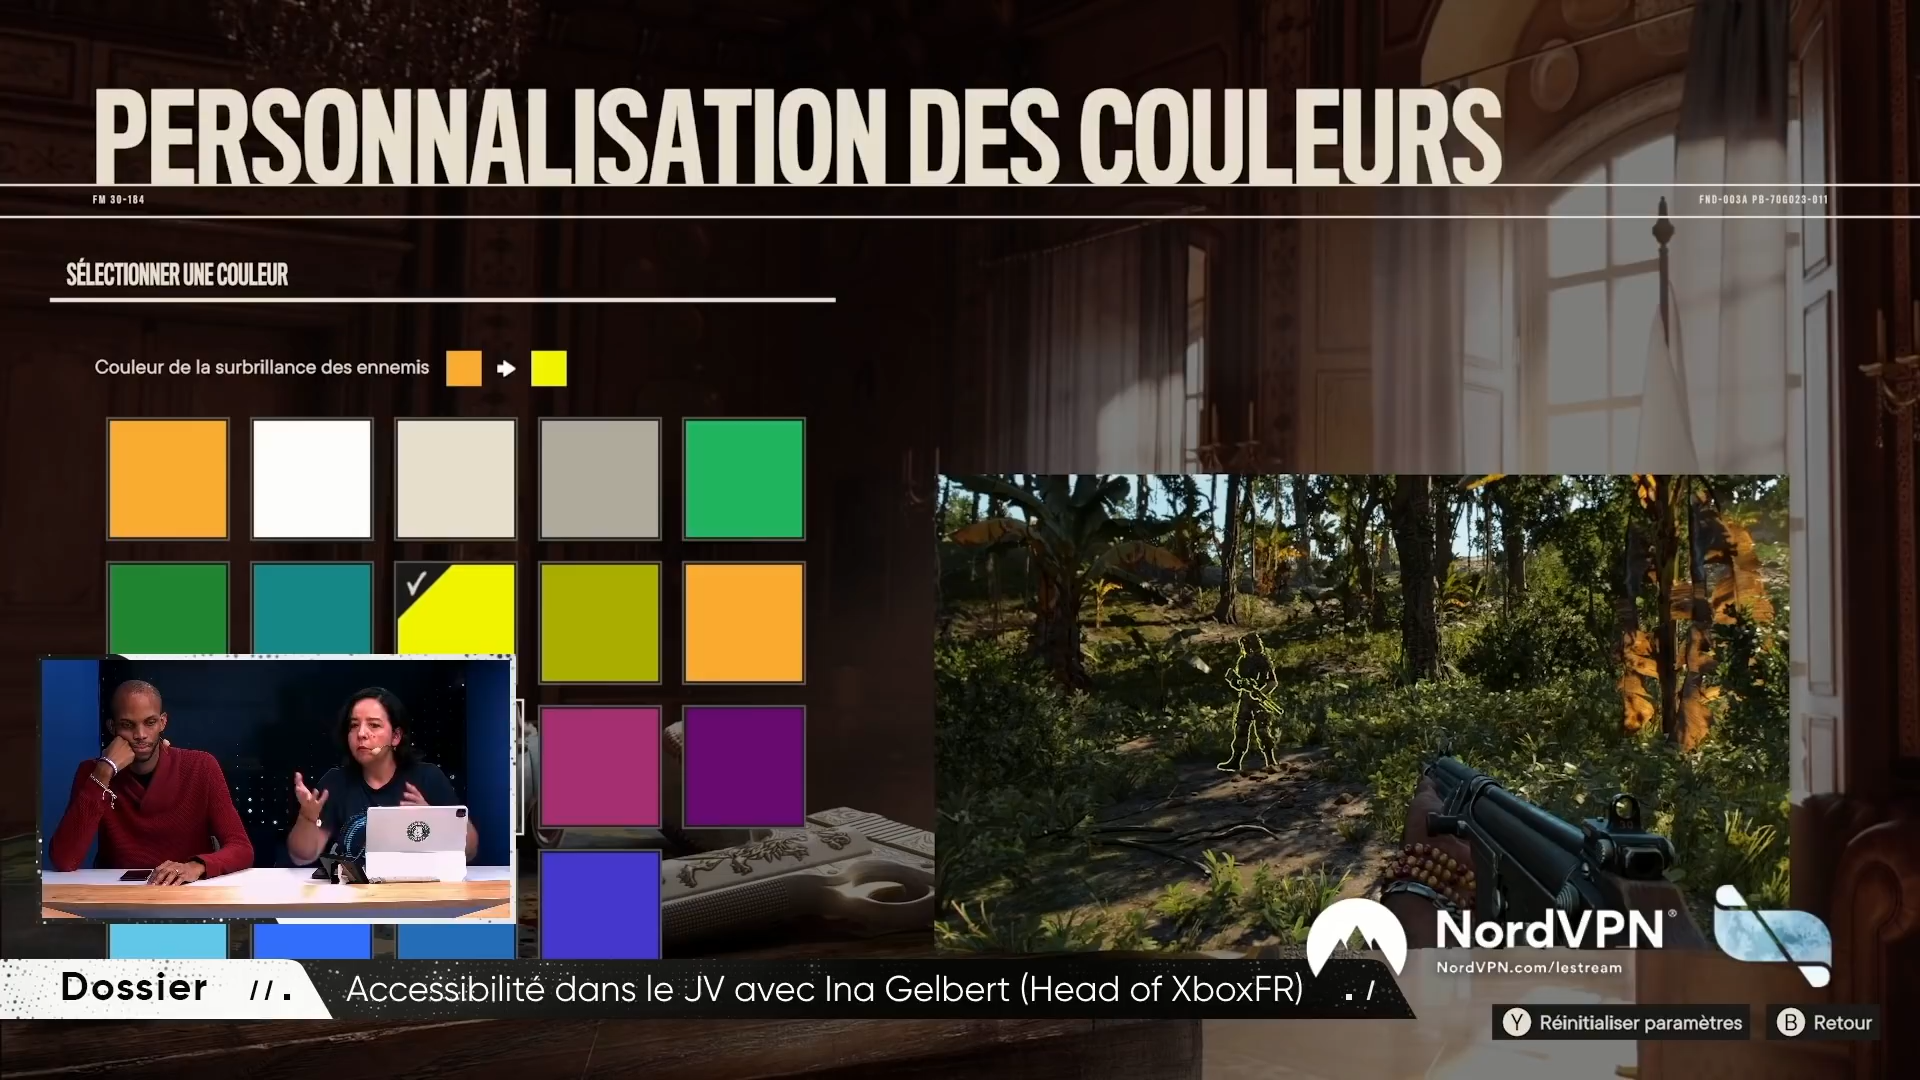 PERSONNALISATION DES COULEURS
FM 30-184
FND-003A PB-70G023-011
SÉLECTIONNER UNE COULEUR
Couleur de la surbrillance des ennemis
NordVPN®
NordVPN.com/lestream
Dossier //.
Accessibilité dans le JV avec Ina Gelbert (Head of XboxFR) . /
Y Réinitialiser paramètres
B Retour